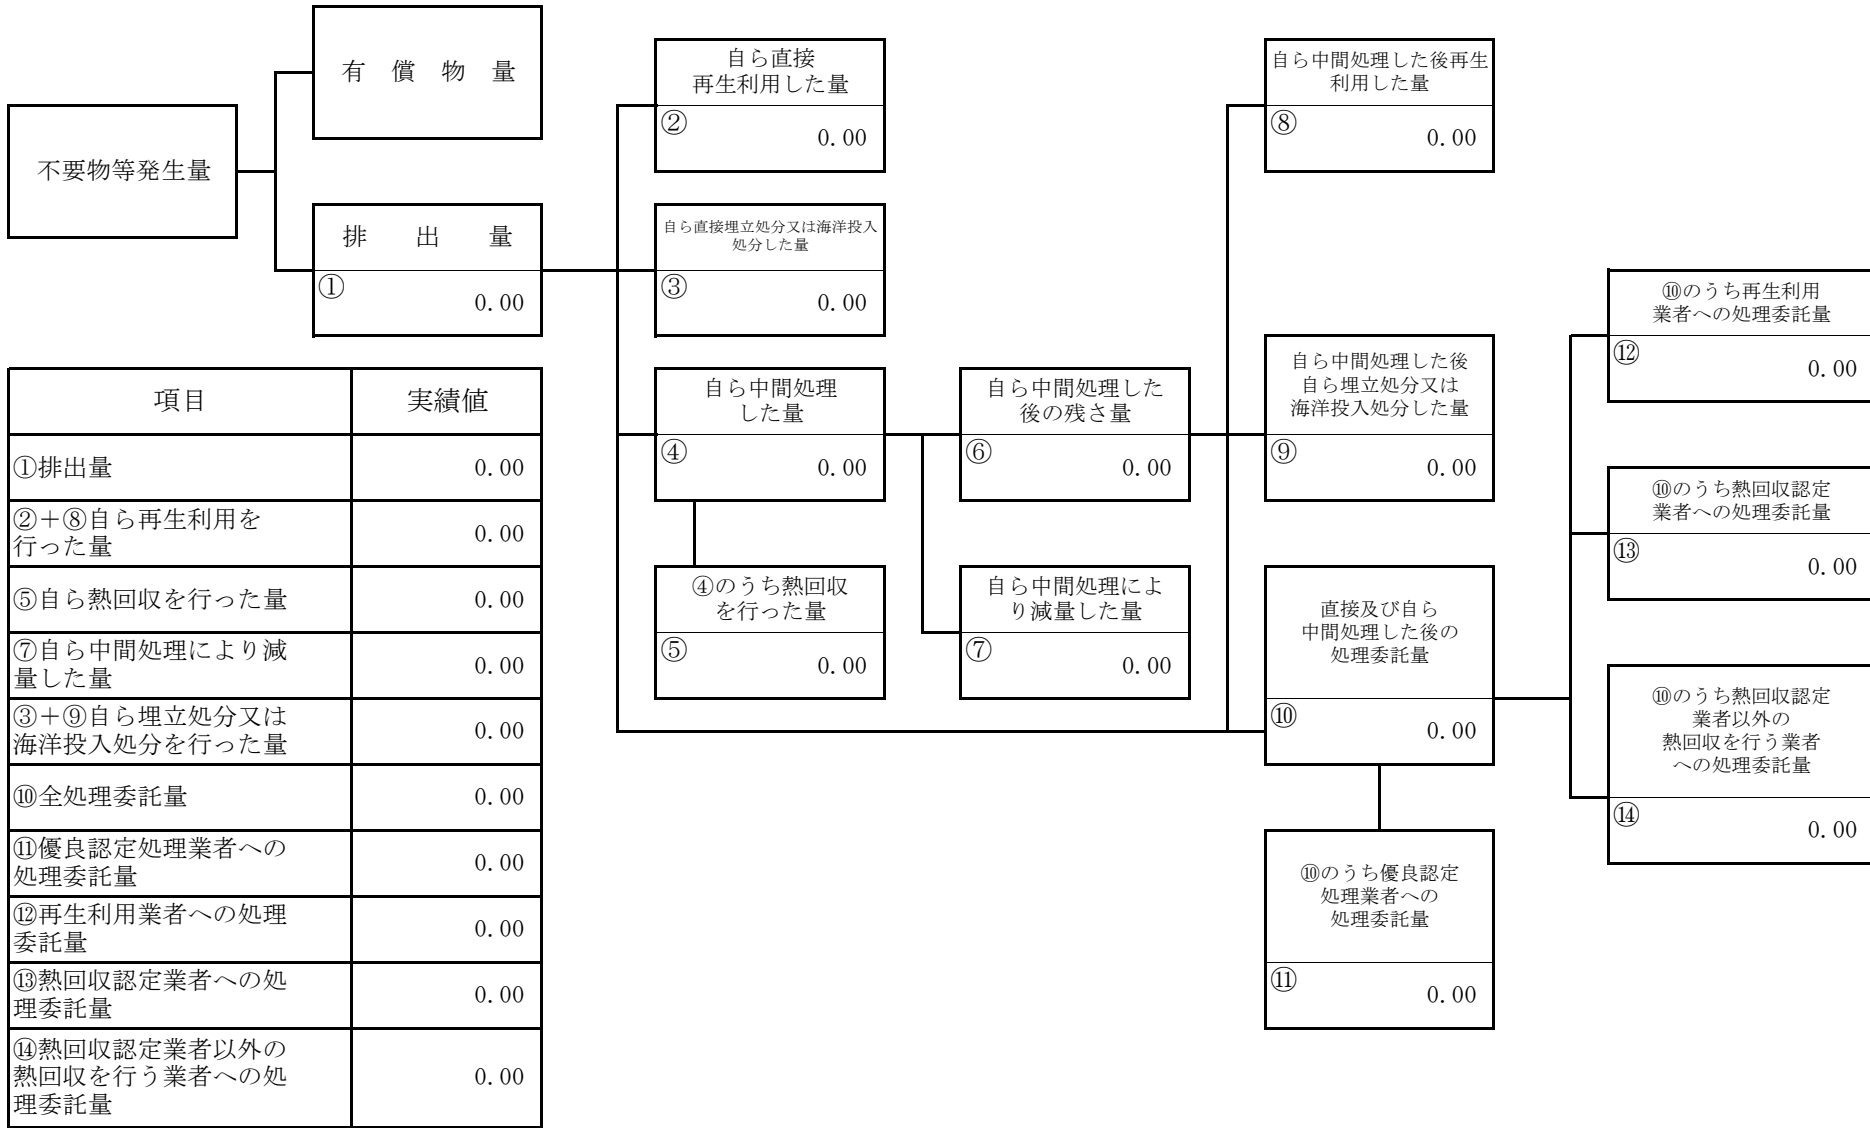 不要物等発生量
有 償 物 量
排 出 量
① 0.00
自ら直接
再生利用した量
② 0.00
自ら直接埋立処分又は海洋投入
処分した量
③ 0.00
自ら中間処理
した量
④ 0.00
④のうち熱回収
を行った量
⑤ 0.00
自ら中間処理した
後の残さ量
⑥ 0.00
自ら中間処理によ
り減量した量
⑦ 0.00
自ら中間処理した後再生
利用した量
⑧ 0.00
自ら中間処理した後
自ら埋立処分又は
海洋投入処分した量
⑨ 0.00
直接及び自ら
中間処理した後の
処理委託量
⑩ 0.00
⑩のうち優良認定
処理業者への
処理委託量
⑪ 0.00
⑩のうち再生利用
業者への処理委託量
⑫ 0.00
⑩のうち熱回収認定
業者への処理委託量
⑬ 0.00
⑩のうち熱回収認定
業者以外の
熱回収を行う業者
への処理委託量
⑭ 0.00
項目 実績値
①排出量 0.00
②＋⑧自ら再生利用を
行った量 0.00
⑤自ら熱回収を行った量 0.00
⑦自ら中間処理により減
量した量 0.00
③＋⑨自ら埋立処分又は
海洋投入処分を行った量 0.00
⑩全処理委託量 0.00
⑪優良認定処理業者への
処理委託量 0.00
⑫再生利用業者への処理
委託量 0.00
⑬熱回収認定業者への処
理委託量 0.00
⑭熱回収認定業者以外の
熱回収を行う業者への処
理委託量 0.00